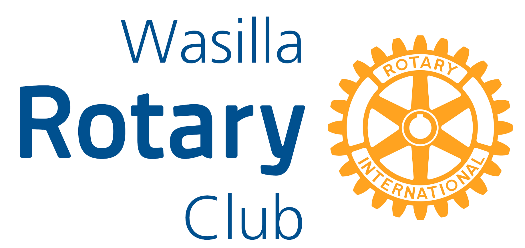 Wasilla
Rotary
Club
ROTARY
INTERNATIONAL